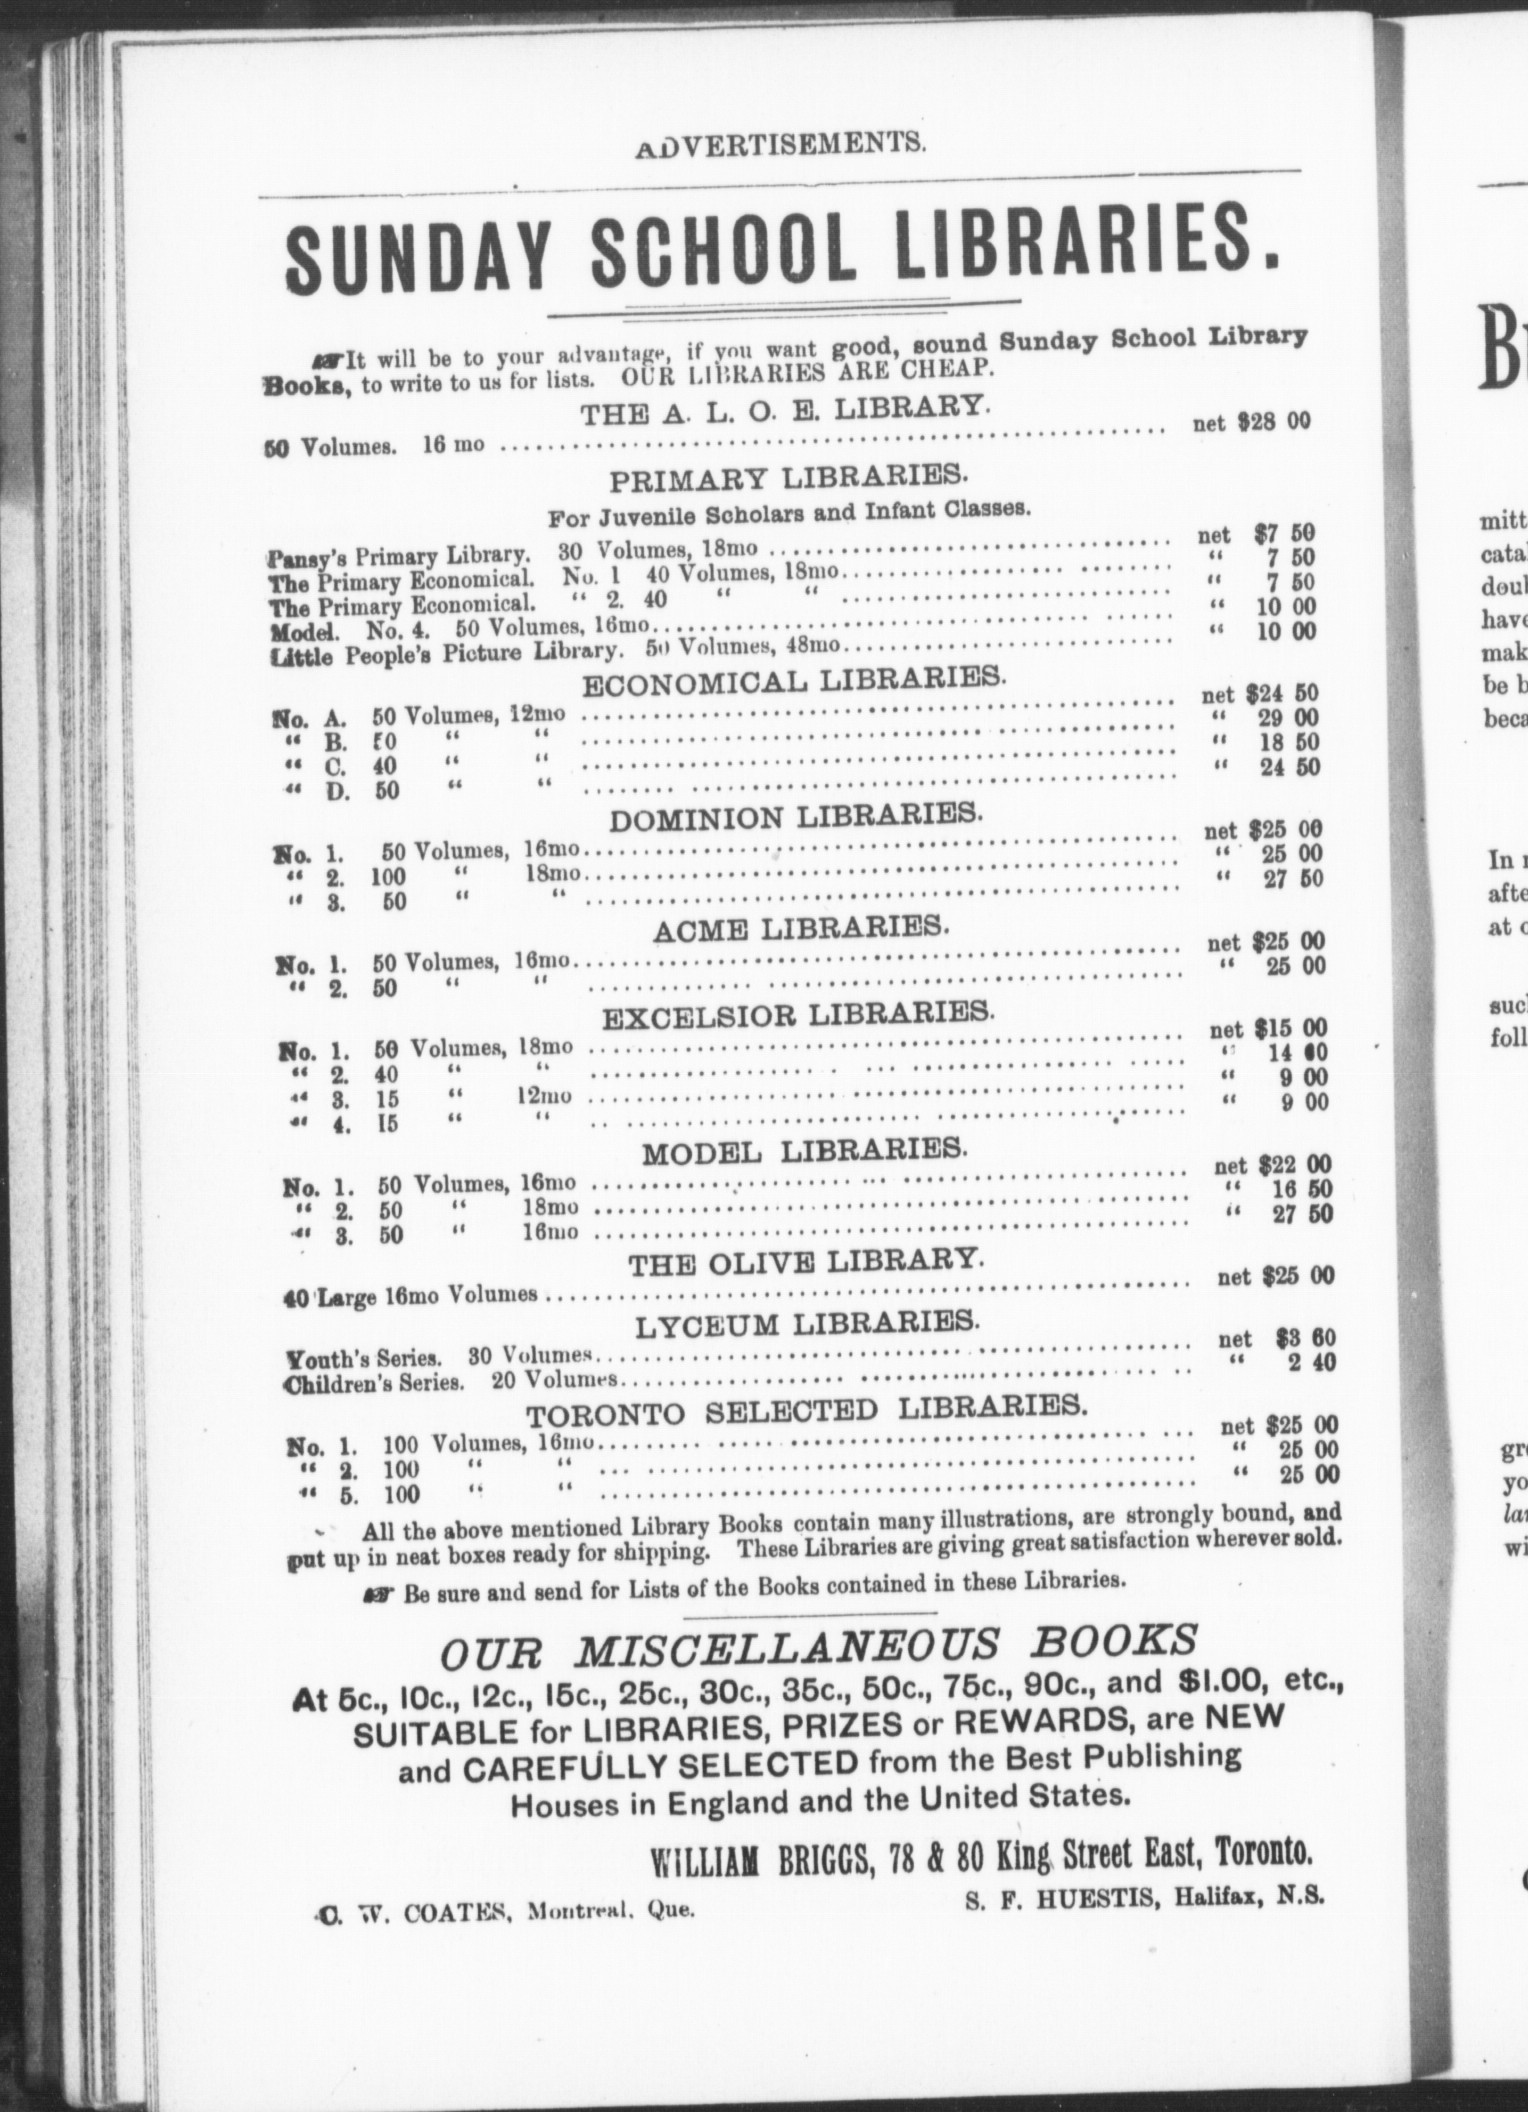 ADVERTISEMENTS.
SUNDAY SCHOOL LIBRARIES.
☞It will be to your advantage, if you want good, sound Sunday School Library
Books, to write to us for lists. OUR LIBRARIES ARE CHEAP.
THE A. L. O. E. LIBRARY.
50 Volumes. 16 mo ........ net $28 00
PRIMARY LIBRARIES.
For Juvenile Scholars and Infant Classes.
Pansy's Primary Library. 30 Volumes, 18mo ........ net $7 50
The Primary Economical. No. 1 40 Volumes, 18mo ........ " 7 50
The Primary Economical. " 2. 40 " " ........ " 7 50
Model. No. 4. 50 Volumes, 16mo ........ " 10 00
Little People's Picture Library. 50 Volumes, 48mo ........ " 10 00
ECONOMICAL LIBRARIES.
No. A. 50 Volumes, 12mo ........ net $24 50
" B. 50 " " ........ " 29 00
" C. 40 " " ........ " 18 50
" D. 50 " " ........ " 24 50
DOMINION LIBRARIES.
No. 1. 50 Volumes, 16mo ........ net $25 00
" 2. 100 " 18mo ........ " 25 00
" 3. 50 " " ........ " 27 50
ACME LIBRARIES.
No. 1. 50 Volumes, 16mo ........ net $25 00
" 2. 50 " " ........ " 25 00
EXCELSIOR LIBRARIES.
No. 1. 50 Volumes, 18mo ........ net $15 00
" 2. 40 " " ........ " 14 00
" 3. 15 " 12mo ........ " 9 00
" 4. 15 " " ........ " 9 00
MODEL LIBRARIES.
No. 1. 50 Volumes, 16mo ........ net $22 00
" 2. 50 " 18mo ........ " 16 50
" 3. 50 " 16mo ........ " 27 50
THE OLIVE LIBRARY.
40 Large 16mo Volumes ........ net $25 00
LYCEUM LIBRARIES.
Youth's Series. 30 Volumes ........ net $3 60
Children's Series. 20 Volumes ........ " 2 40
TORONTO SELECTED LIBRARIES.
No. 1. 100 Volumes, 16mo ........ net $25 00
" 2. 100 " " ........ " 25 00
" 5. 100 " " ........ " 25 00
All the above mentioned Library Books contain many illustrations, are strongly bound, and
put up in neat boxes ready for shipping. These Libraries are giving great satisfaction wherever sold.
☞ Be sure and send for Lists of the Books contained in these Libraries.
OUR MISCELLANEOUS BOOKS
At 5c., 10c., 12c., 15c., 25c., 30c., 35c., 50c., 75c., 90c., and $1.00, etc.,
SUITABLE for LIBRARIES, PRIZES or REWARDS, are NEW
and CAREFULLY SELECTED from the Best Publishing
Houses in England and the United States.
WILLIAM BRIGGS, 78 & 80 King Street East, Toronto.
C. W. COATES, Montreal, Que. S. F. HUESTIS, Halifax, N.S.